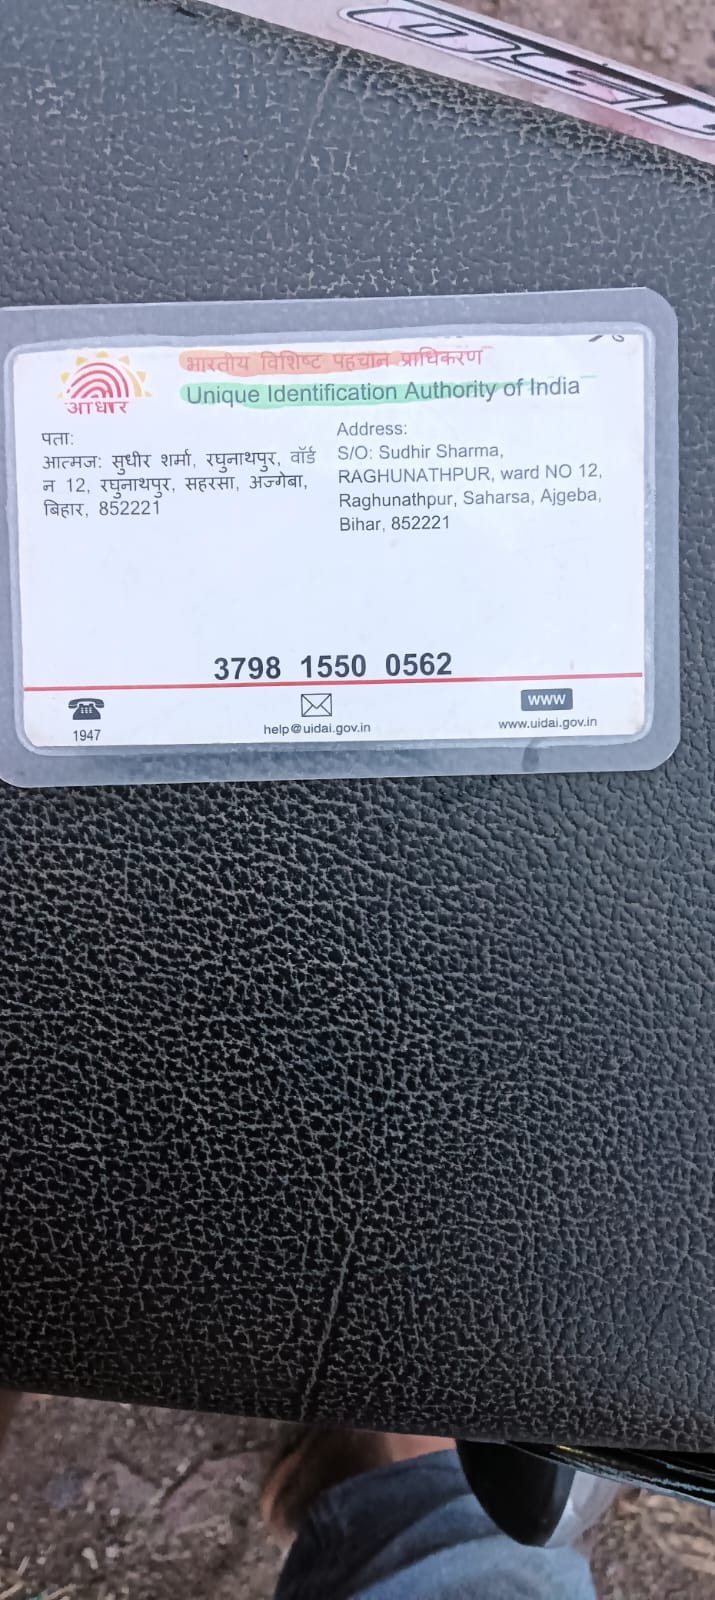 भारतीय विशिष्ट पहचान प्राधिकरण
Unique Identification Authority of India
आधार
पता:
आत्मज: सुधीर शर्मा, रघुनाथपुर, वॉर्ड
न 12, रघुनाथपुर, सहरसा, अज्गेबा,
बिहार, 852221
Address:
S/O: Sudhir Sharma,
RAGHUNATHPUR, ward NO 12,
Raghunathpur, Saharsa, Ajgeba,
Bihar, 852221
3798 1550 0562
1947
help@uidai.gov.in
www
www.uidai.gov.in